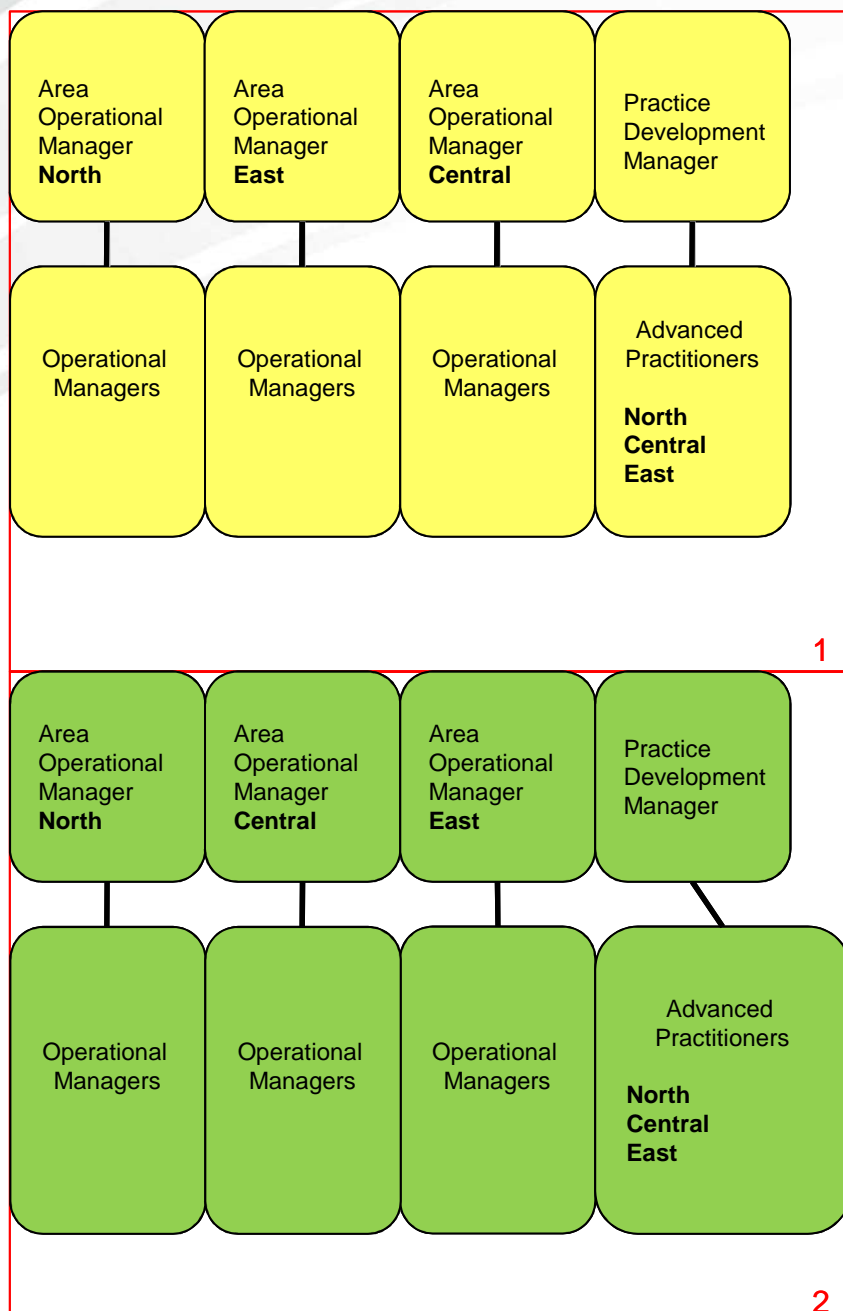 Area
Operational
Manager
North
Area
Operational
Manager
East
Area
Operational
Manager
Central
Practice
Development
Manager
Operational
Managers
Operational
Managers
Operational
Managers
Advanced
Practitioners
North
Central
East
1
Area
Operational
Manager
North
Area
Operational
Manager
Central
Area
Operational
Manager
East
Practice
Development
Manager
Operational
Managers
Operational
Managers
Operational
Managers
Advanced
Practitioners
North
Central
East
2